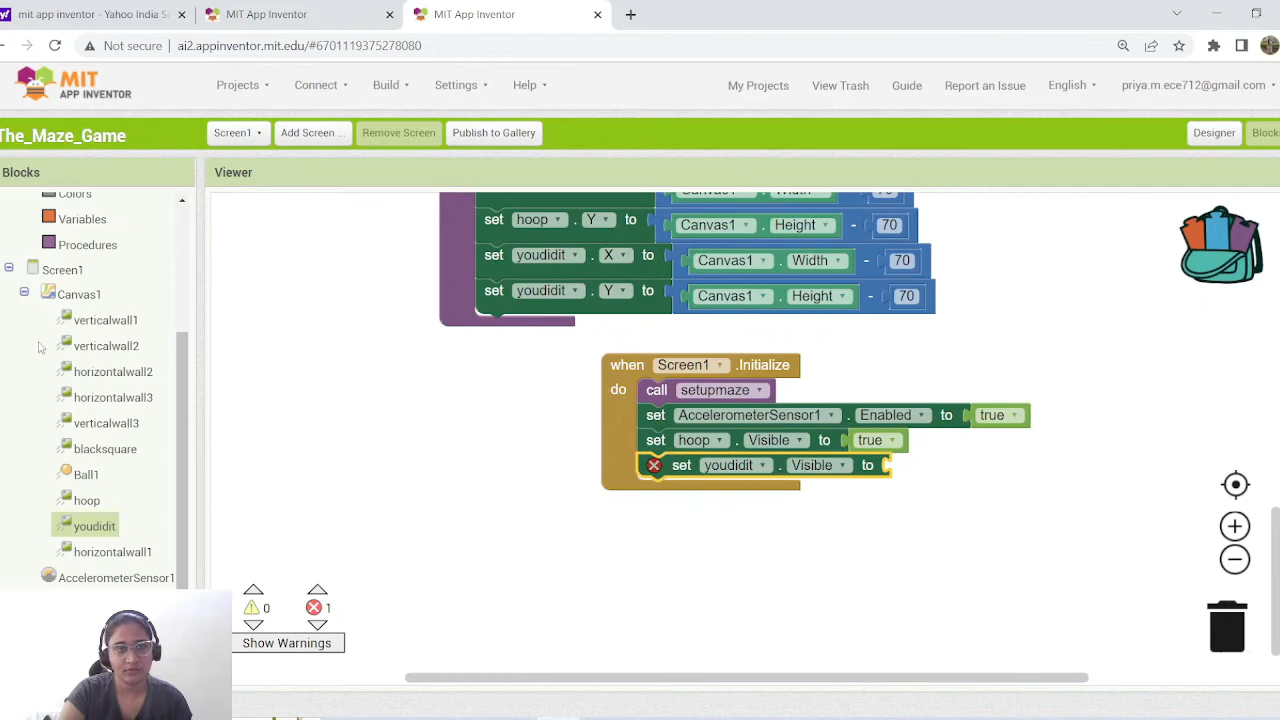 mit app inventor - Yahoo India S
MIT App Inventor
MIT App Inventor
Not secure
ai2.appinventor.mit.edu/#6701119375278080
MIT
APP INVENTOR
Projects
Connect
Build
Settings
Help
My Projects
View Trash
Guide
Report an Issue
English
priya.m.ece712@gmail.com
The_Maze_Game
Screen1
Add Screen ...
Remove Screen
Publish to Gallery
Designer
Block
Blocks
Viewer
Colors
Variables
Procedures
Screen1
Canvas1
verticalwall1
verticalwall2
horizontalwall2
horizontalwall3
verticalwall3
blacksquare
Ball1
hoop
youdidit
horizontalwall1
AccelerometerSensor1
Canvas1 . Width - 70
set hoop . Y to Canvas1 . Height - 70
set youdidit . X to Canvas1 . Width - 70
set youdidit . Y to Canvas1 . Height - 70
when Screen1 .Initialize
do call setupmaze
set AccelerometerSensor1 . Enabled to true
set hoop . Visible to true
set youdidit . Visible to
0
1
Show Warnings